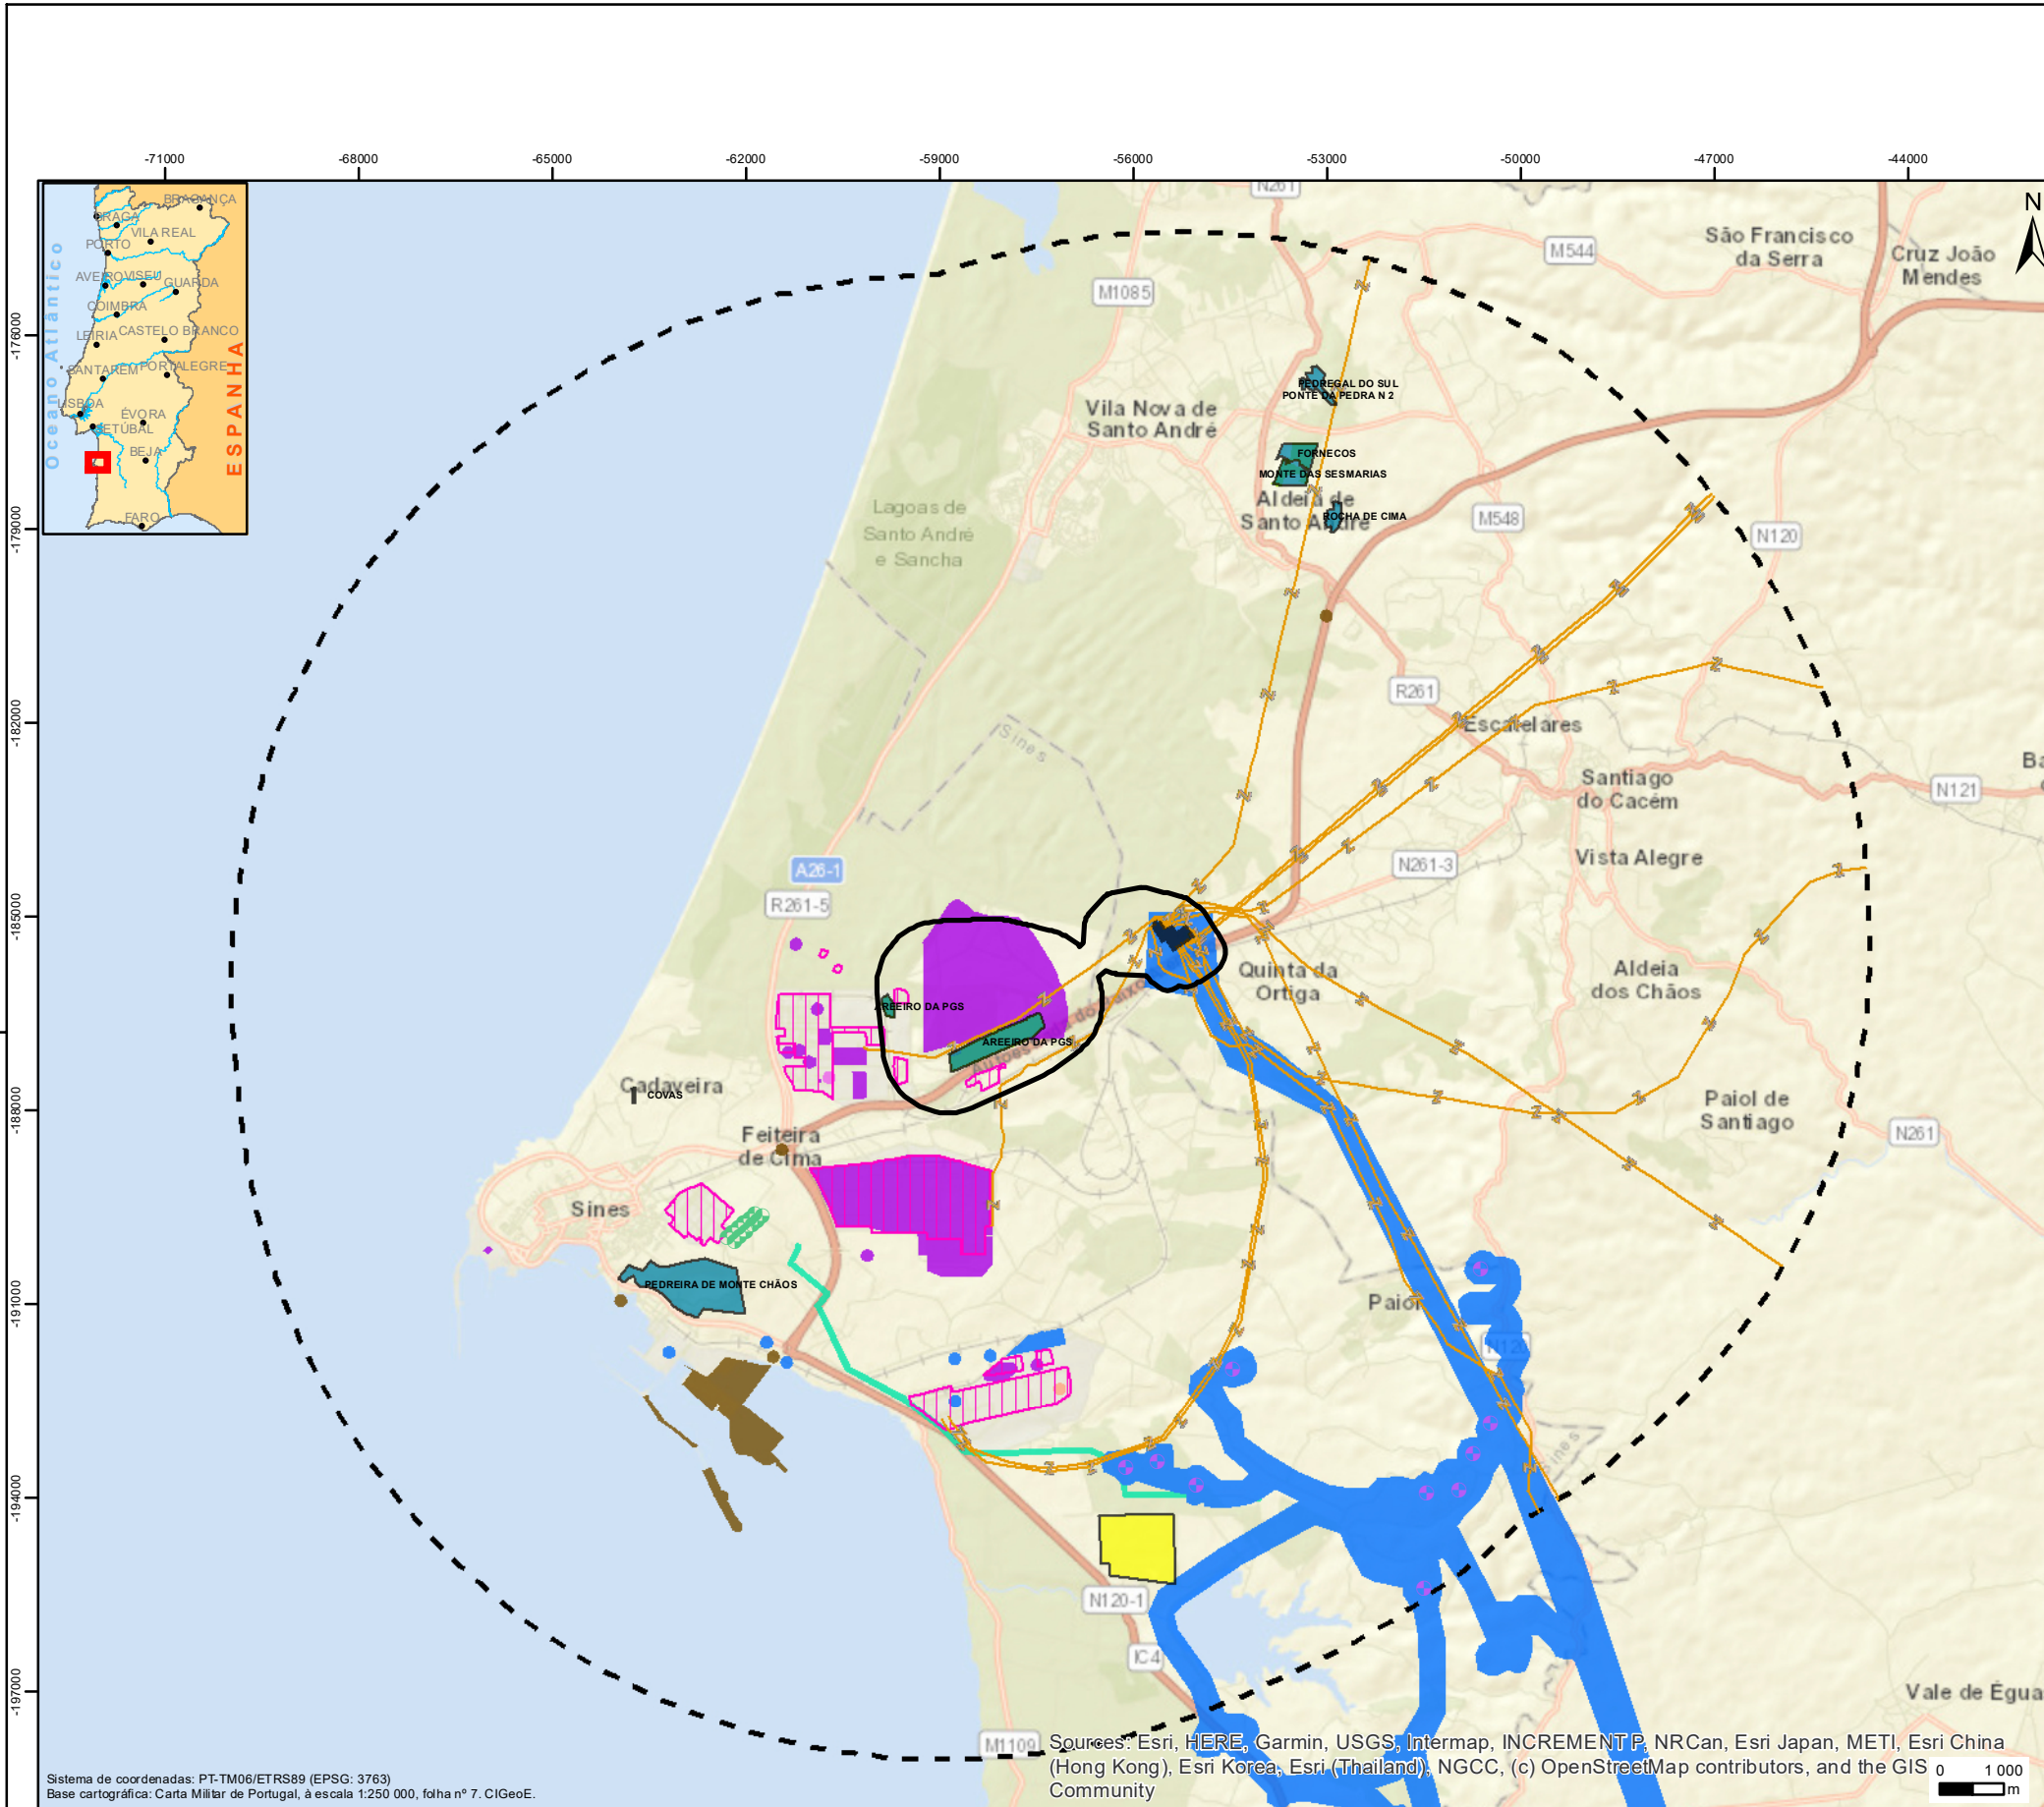 -71000
-68000
-65000
-62000
-59000
-56000
-53000
-50000
-47000
-44000
N
-176000
-179000
-182000
-185000
-188000
-191000
-194000
-197000
BRAGANÇA
BRAGA
VILA REAL
PORTO
AVEIRO
VISEU
GUARDA
COIMBRA
CASTELO BRANCO
LEIRIA
SANTARÉM
PORTALEGRE
LISBOA
ÉVORA
SETÚBAL
BEJA
FARO
Oceano Atlântico
ESPANHA
N261
M544
São Francisco
da Serra
Cruz João
Mendes
M1085
PEDREGAL DO SUL
PONTE DA PEDRA N 2
Vila Nova de
Santo André
FORNECOS
MONTE DAS SESMARIAS
Aldeia de
Santo André
ROCHA DE CIMA
Lagoas de
Santo André
e Sancha
M548
N120
R261
Escatelares
Sines
Santiago
do Cacém
N121
Vista Alegre
N261-3
A26-1
R261-5
Quinta da
Ortiga
Aldeia
dos Chãos
AREEIRO DA PGS
AREEIRO DA PGS
Cadaveira
COVAS
Paiol de
Santiago
N261
Feiteira
de Cima
Sines
PEDREIRA DE MONTE CHÃOS
Paiol
N120
Sines
N120-1
IC4
M1109
Vale de Égua
Sources: Esri, HERE, Garmin, USGS, Intermap, INCREMENT P, NRCan, Esri Japan, METI, Esri China
(Hong Kong), Esri Korea, Esri (Thailand), NGCC, (c) OpenStreetMap contributors, and the GIS
Community
0 1 000
m
Sistema de coordenadas: PT-TM06/ETRS89 (EPSG: 3763)
Base cartográfica: Carta Militar de Portugal, à escala 1:250 000, folha nº 7. CIGeoE.